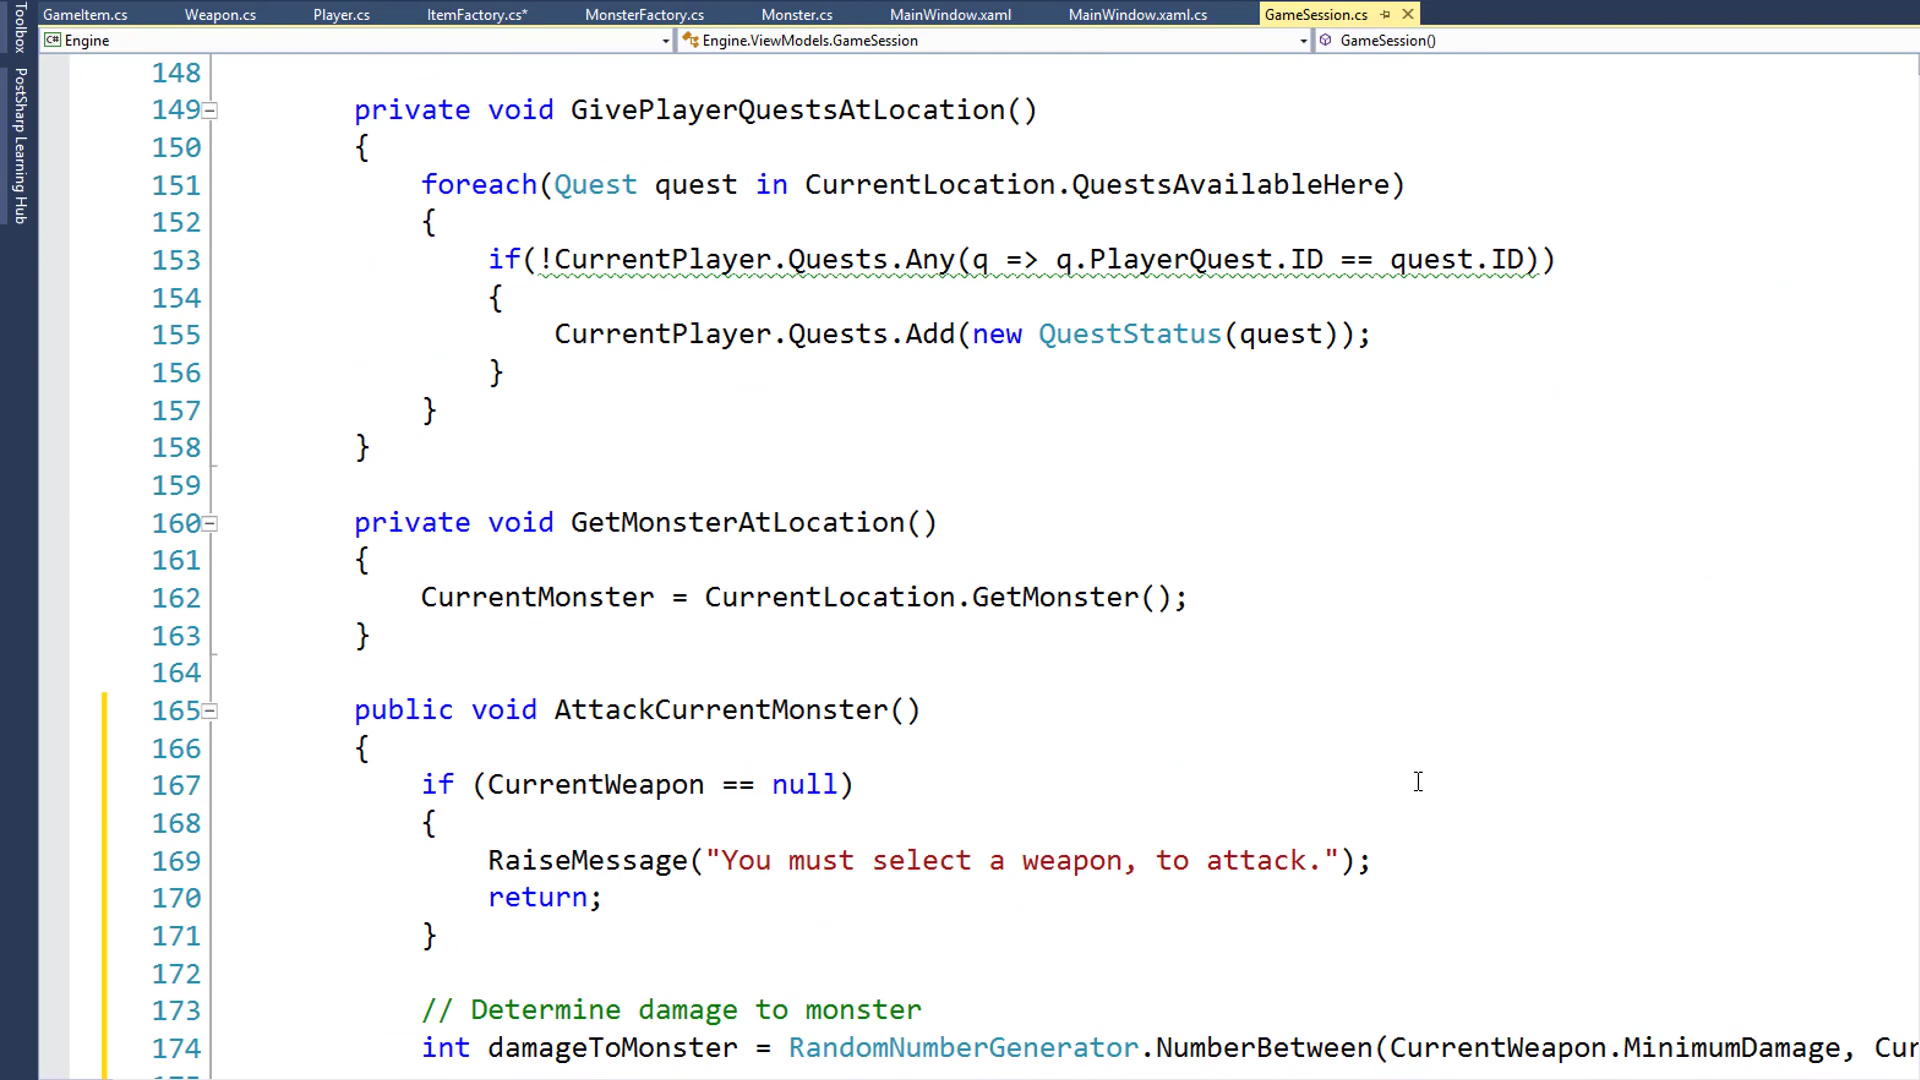 GameItem.cs Weapon.cs Player.cs ItemFactory.cs* MonsterFactory.cs Monster.cs MainWindow.xaml MainWindow.xaml.cs GameSession.cs
Toolbox
PostSharp Learning Hub
C# Engine Engine.ViewModels.GameSession GameSession()
148
149 private void GivePlayerQuestsAtLocation()
150 {
151 foreach(Quest quest in CurrentLocation.QuestsAvailableHere)
152 {
153 if(!CurrentPlayer.Quests.Any(q => q.PlayerQuest.ID == quest.ID))
154 {
155 CurrentPlayer.Quests.Add(new QuestStatus(quest));
156 }
157 }
158 }
159
160 private void GetMonsterAtLocation()
161 {
162 CurrentMonster = CurrentLocation.GetMonster();
163 }
164
165 public void AttackCurrentMonster()
166 {
167 if (CurrentWeapon == null)
168 {
169 RaiseMessage("You must select a weapon, to attack.");
170 return;
171 }
172
173 // Determine damage to monster
174 int damageToMonster = RandomNumberGenerator.NumberBetween(CurrentWeapon.MinimumDamage, Cur